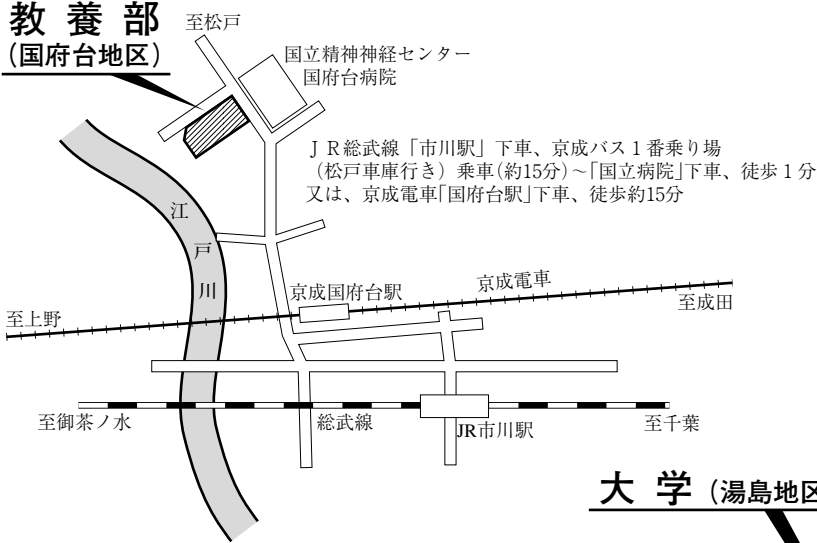 教養部
(国府台地区)
至松戸
国立精神神経センター
国府台病院
ＪＲ総武線「市川駅」下車、京成バス１番乗り場
（松戸車庫行き）乗車(約15分)～「国立病院」下車、徒歩１分
又は、京成電車「国府台駅」下車、徒歩約15分
江戸川
京成国府台駅
京成電車
至上野
至成田
至御茶ノ水
総武線
JR市川駅
至千葉
大学 (湯島地区